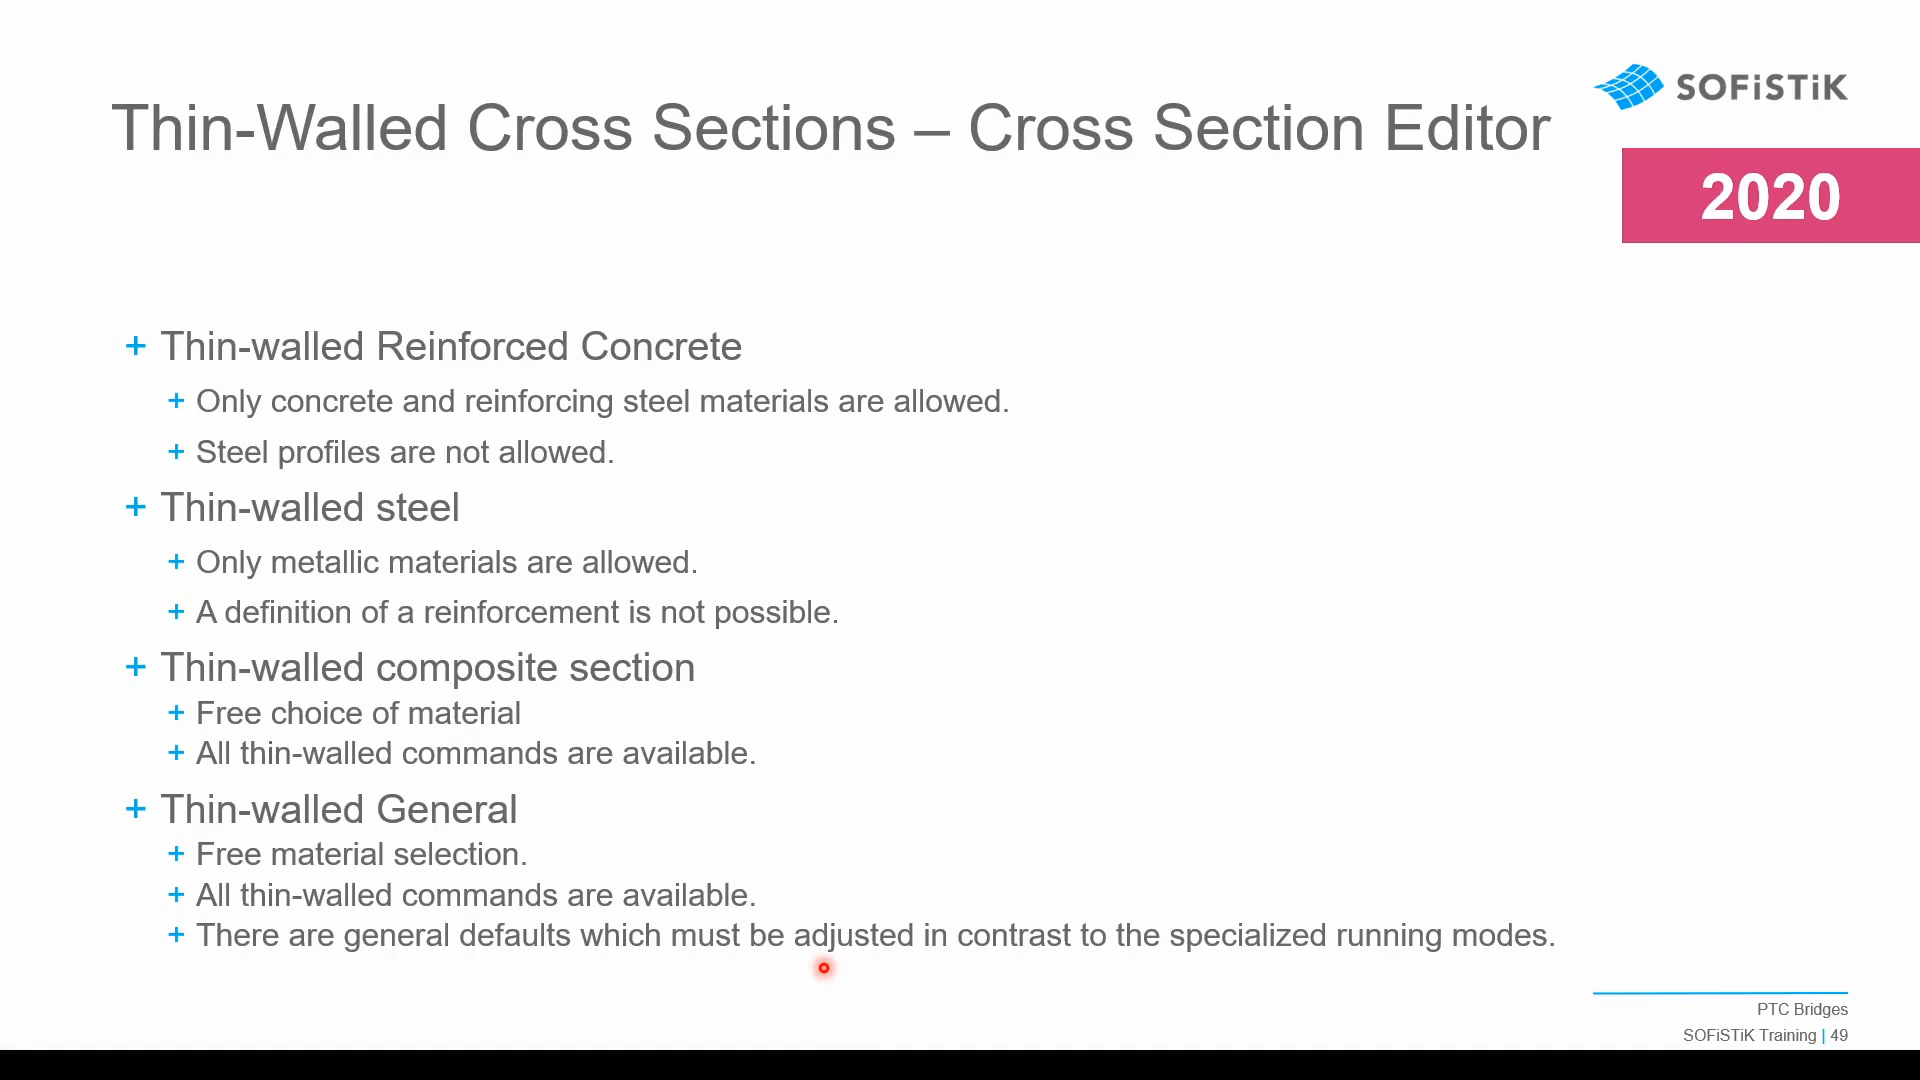 SOFiSTiK
Thin-Walled Cross Sections – Cross Section Editor
2020
+ Thin-walled Reinforced Concrete
+ Only concrete and reinforcing steel materials are allowed.
+ Steel profiles are not allowed.
+ Thin-walled steel
+ Only metallic materials are allowed.
+ A definition of a reinforcement is not possible.
+ Thin-walled composite section
+ Free choice of material
+ All thin-walled commands are available.
+ Thin-walled General
+ Free material selection.
+ All thin-walled commands are available.
+ There are general defaults which must be adjusted in contrast to the specialized running modes.
PTC Bridges
SOFiSTiK Training | 49